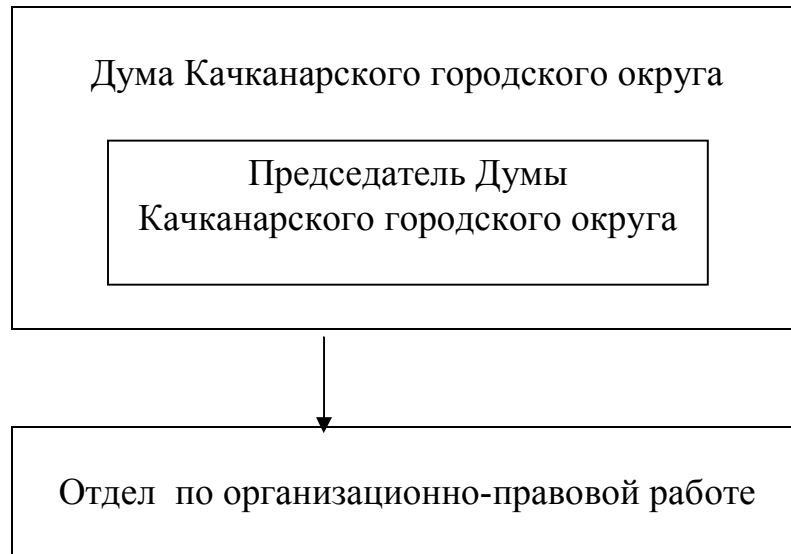 Дума Качканарского городского округа
Председатель Думы
Качканарского городского округа
Отдел  по организационно-правовой работе